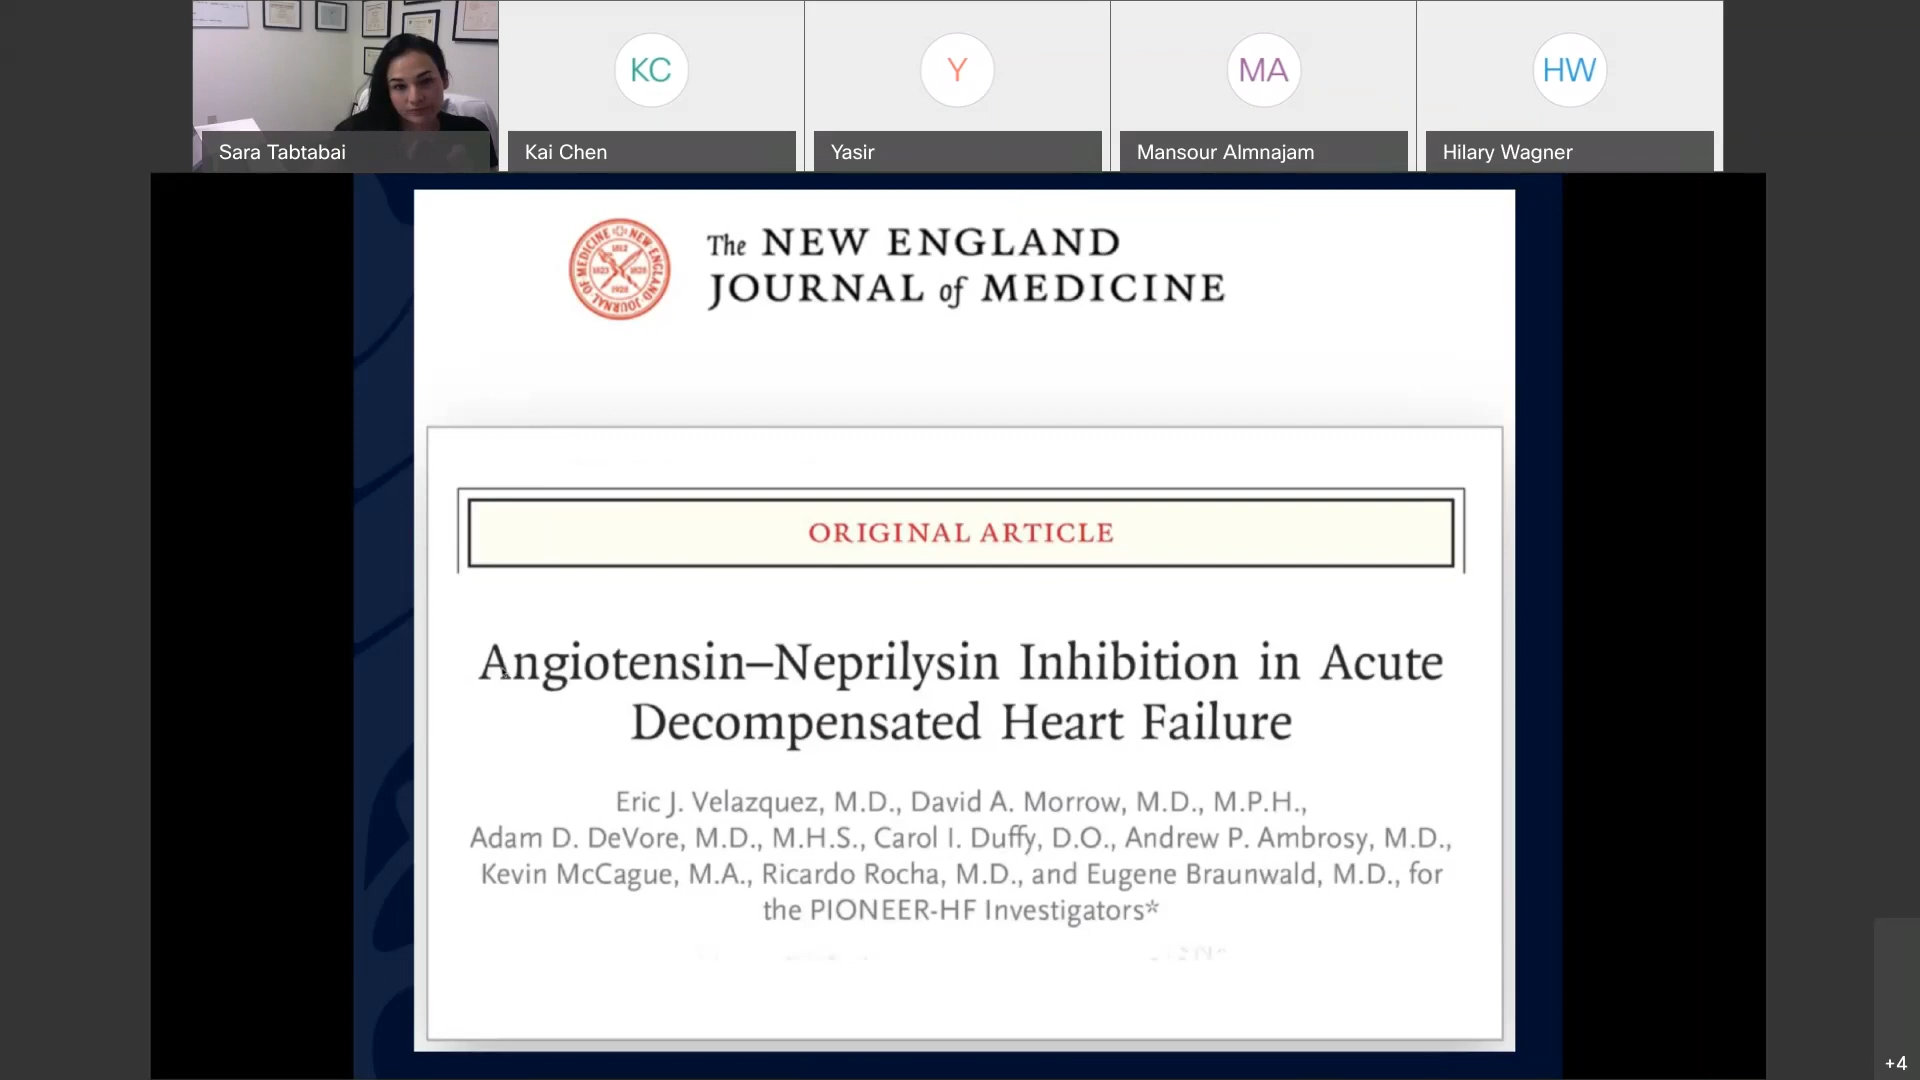 KC
Y
MA
HW
Sara Tabtabai
Kai Chen
Yasir
Mansour Almnajam
Hilary Wagner
The NEW ENGLAND
JOURNAL of MEDICINE
ORIGINAL ARTICLE
Angiotensin–Neprilysin Inhibition in Acute
Decompensated Heart Failure
Eric J. Velazquez, M.D., David A. Morrow, M.D., M.P.H.,
Adam D. DeVore, M.D., M.H.S., Carol I. Duffy, D.O., Andrew P. Ambrosy, M.D.,
Kevin McCague, M.A., Ricardo Rocha, M.D., and Eugene Braunwald, M.D., for
the PIONEER-HF Investigators*
+4